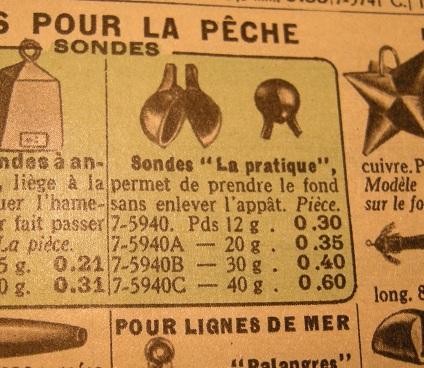 S POUR LA PÊCHE
SONDES
à an-
, liège à la
l'hame-
fait passer
La pièce.
5 g. 0.21
0 g. 0.31
Sondes "La pratique",
permet de prendre le fond
sans enlever l'appât. Pièce.
7-5940. Pds 12 g . 0.30
7-5940A — 20 g . 0.35
7-5940B — 30 g . 0.40
7-5940C — 40 g . 0.60
cuivre. P
Modèle
sur le fo
long. 8
POUR LIGNES DE MER
"Palangres"